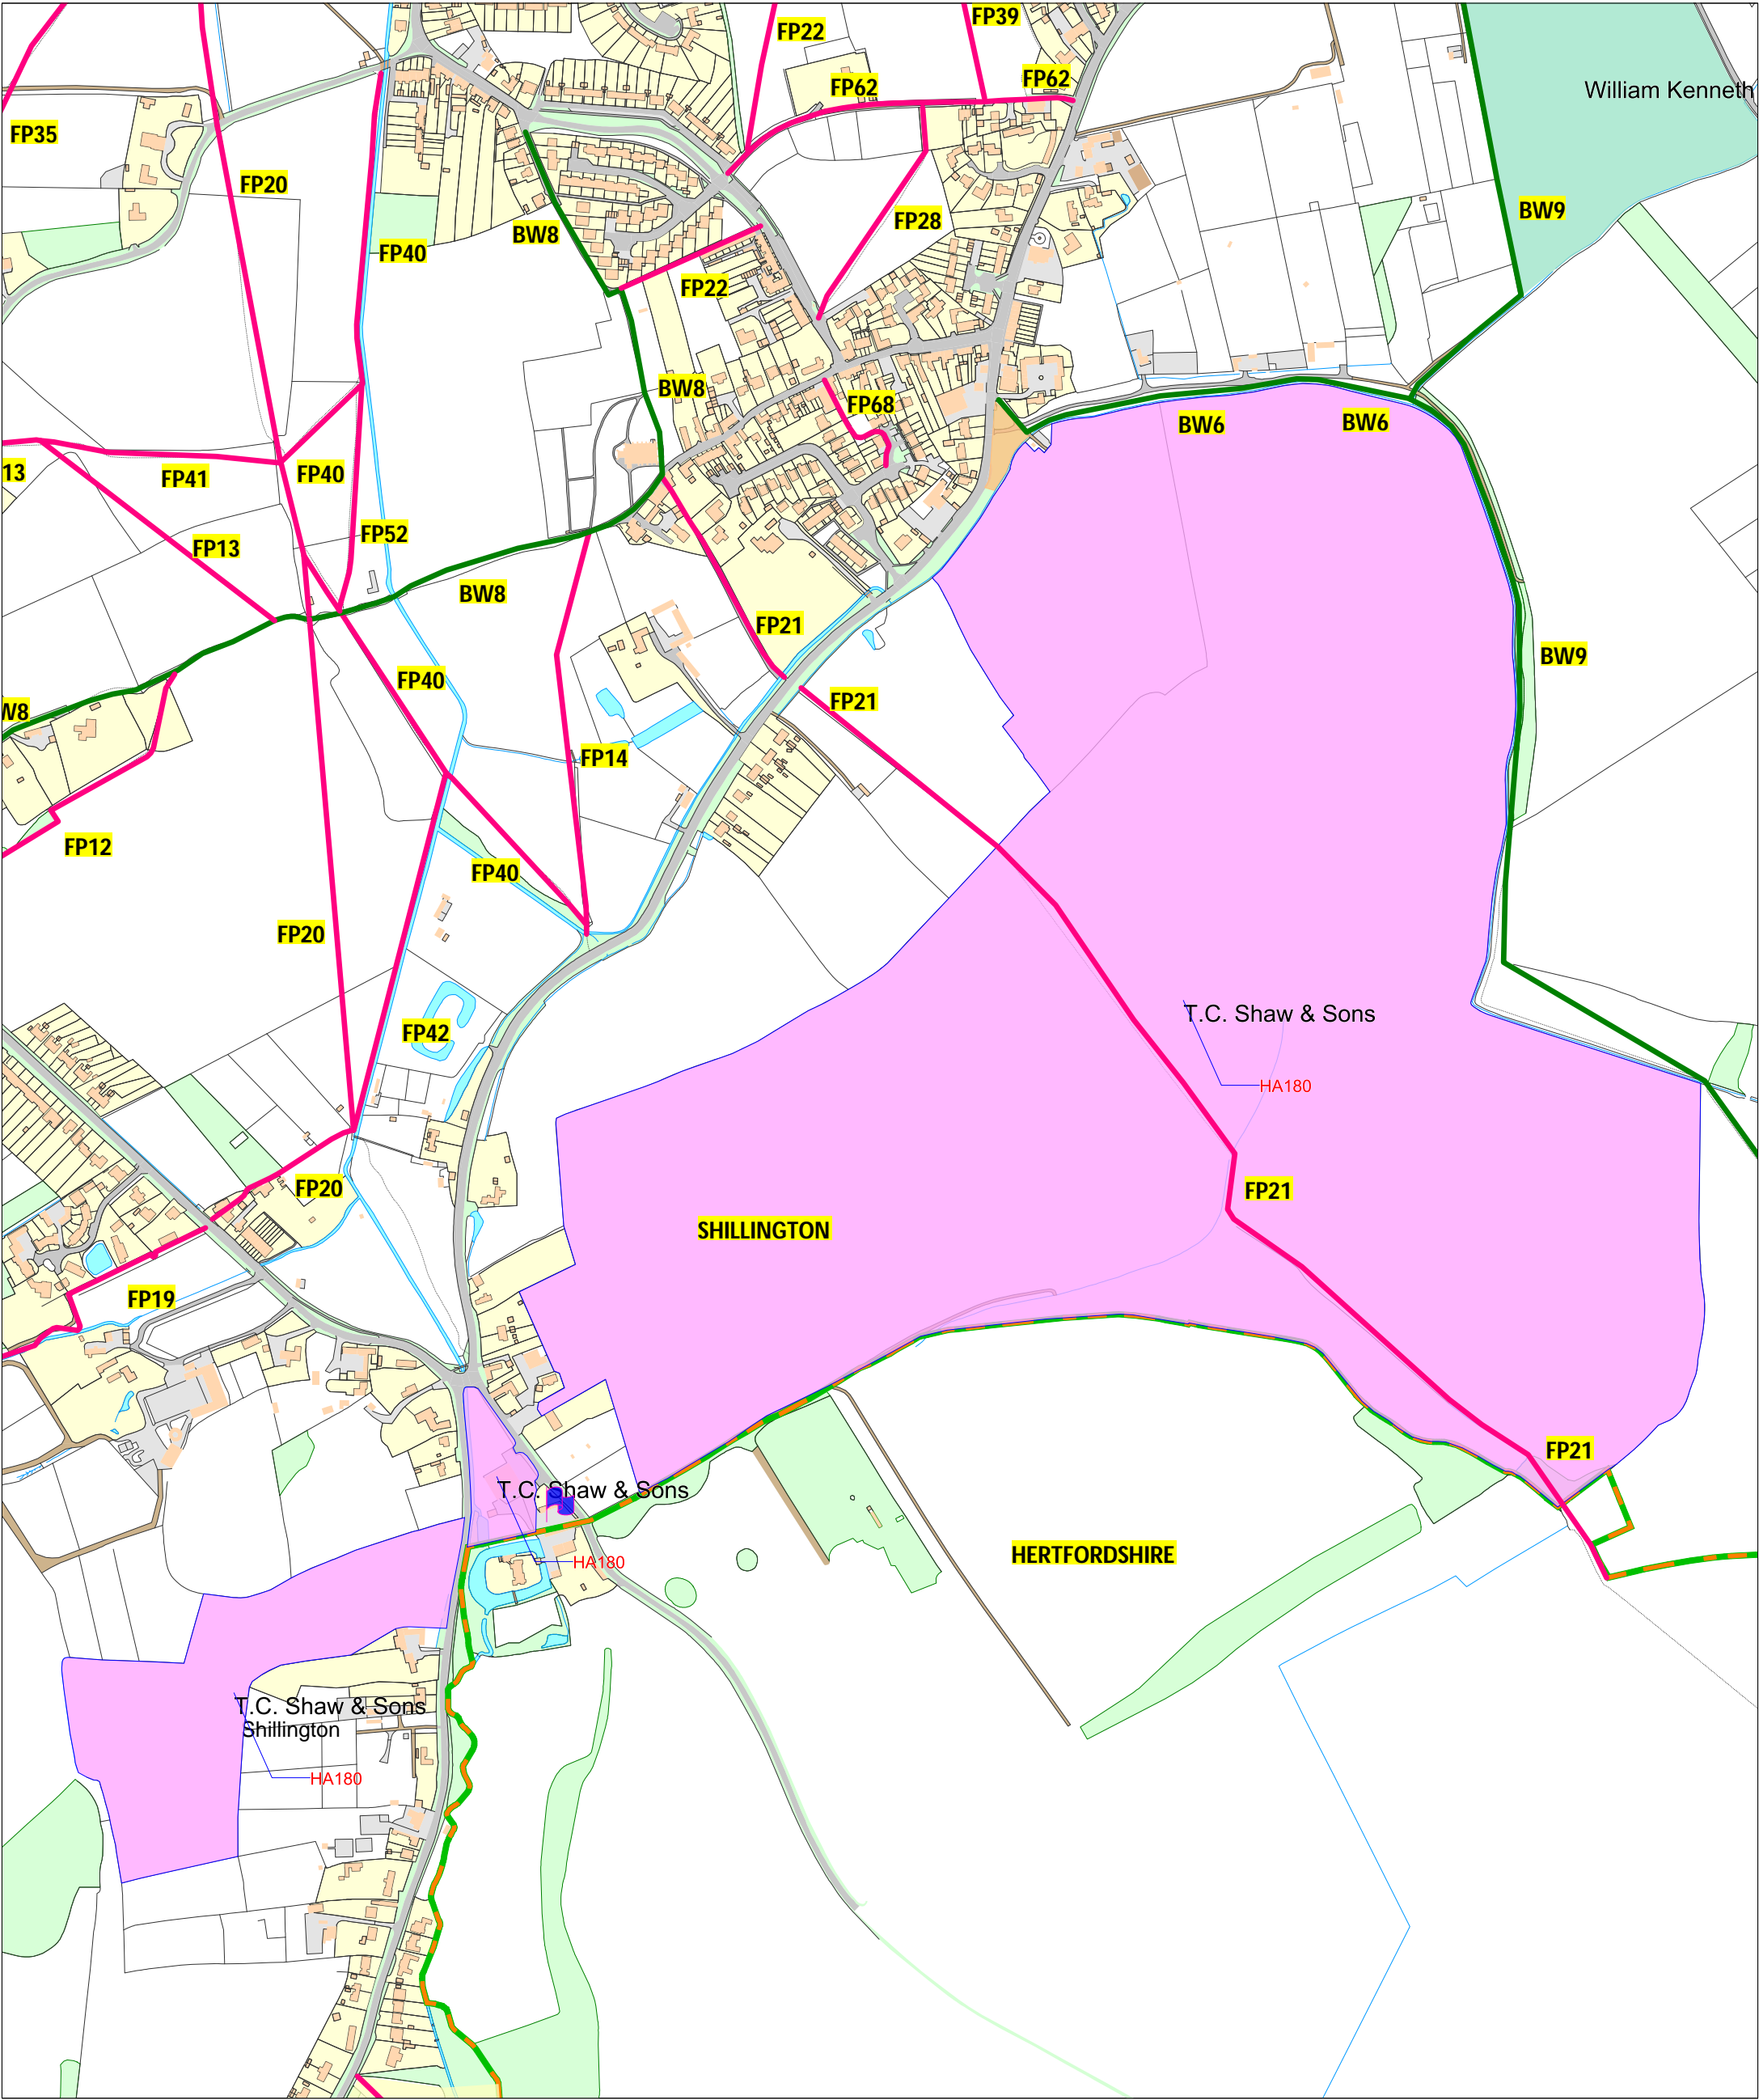 FP39
FP22
William Kenneth
FP62
FP62
FP35
FP20
BW9
FP28
BW8
FP40
FP22
BW8
FP68
BW6
BW6
13
FP41
FP40
FP52
FP13
BW8
FP21
BW9
FP40
FP21
W8
FP14
FP12
FP40
FP20
T.C. Shaw & Sons
FP42
HA180
FP20
FP21
SHILLINGTON
FP19
FP21
T.C. Shaw & Sons
HERTFORDSHIRE
HA180
T.C. Shaw & Sons
Shillington
HA180